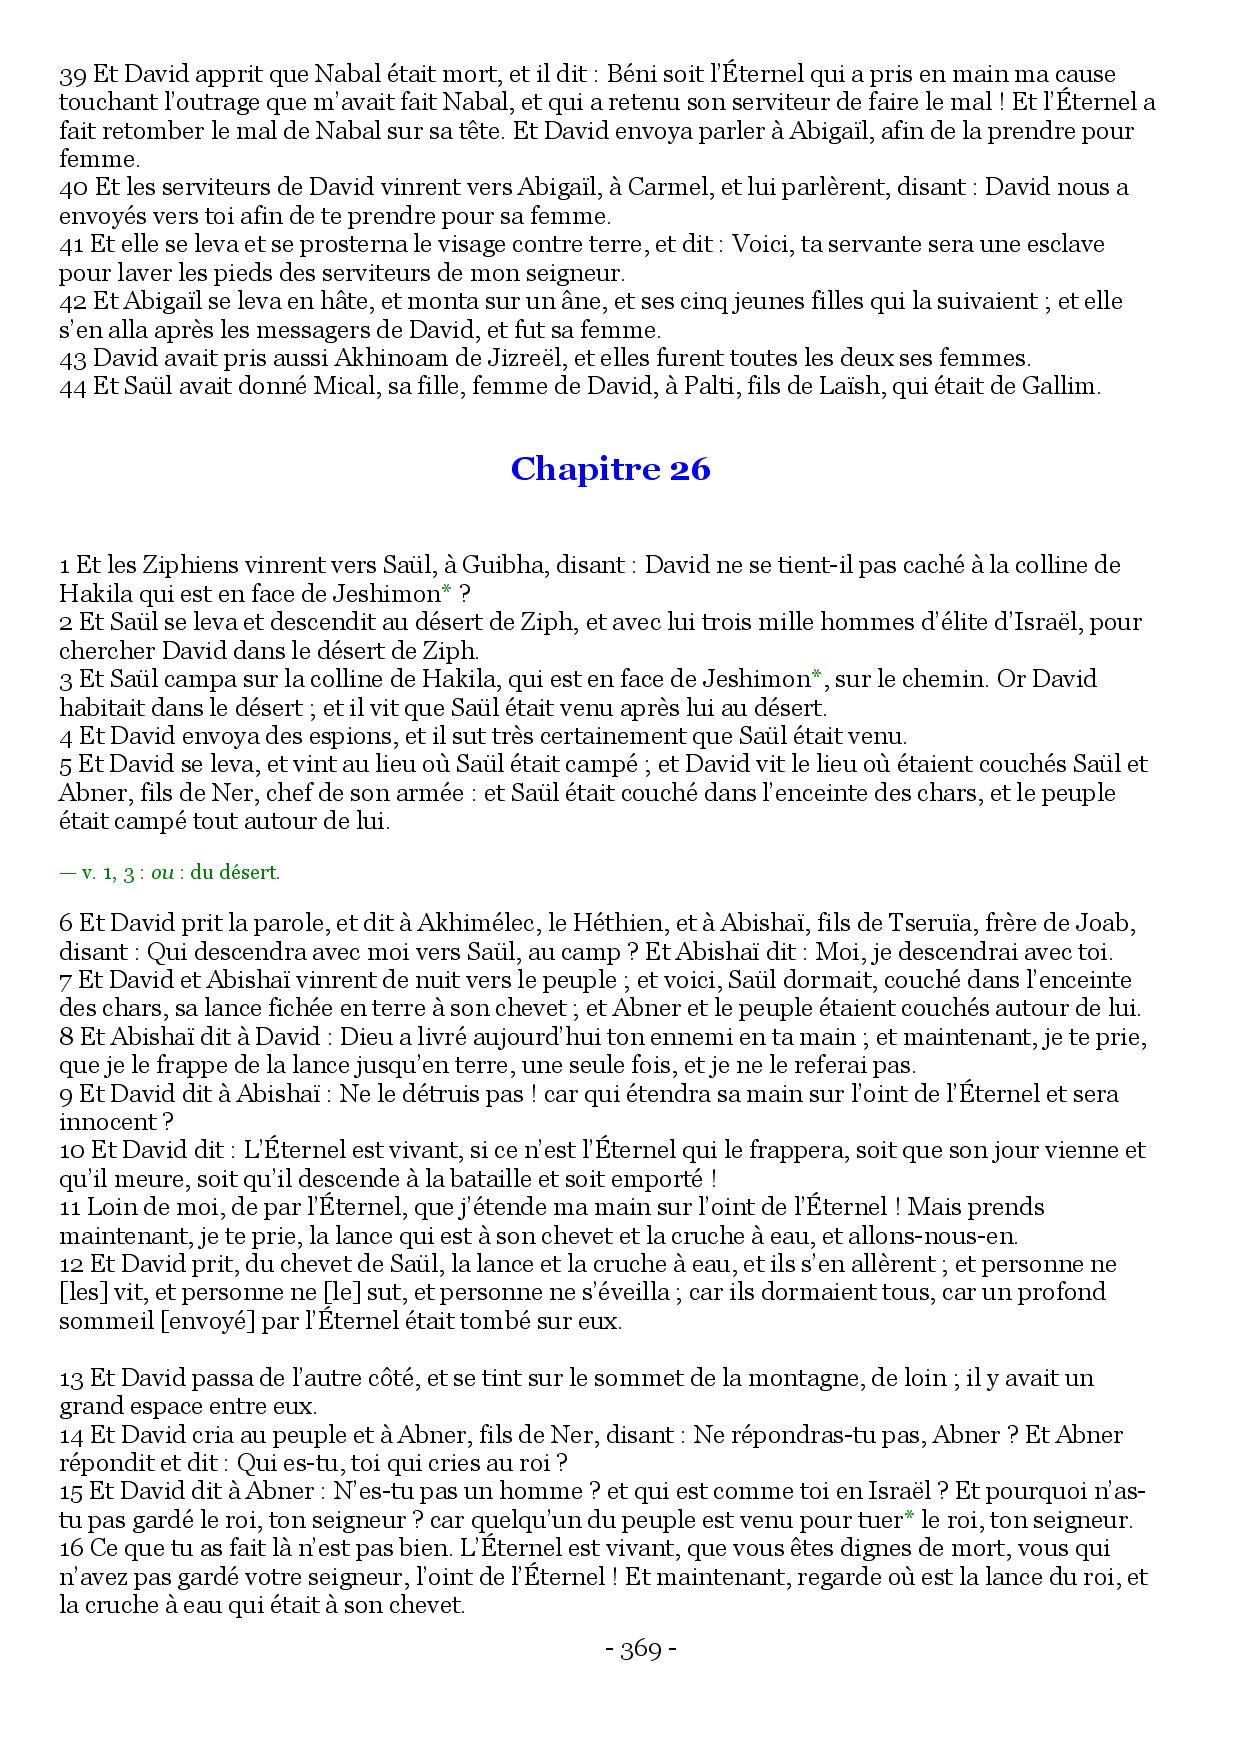 39 Et David apprit que Nabal était mort, et il dit : Béni soit l’Éternel qui a pris en main ma cause
touchant l’outrage que m’avait fait Nabal, et qui a retenu son serviteur de faire le mal ! Et l’Éternel a
fait retomber le mal de Nabal sur sa tête. Et David envoya parler à Abigaïl, afin de la prendre pour
femme.
40 Et les serviteurs de David vinrent vers Abigaïl, à Carmel, et lui parlèrent, disant : David nous a
envoyés vers toi afin de te prendre pour sa femme.
41 Et elle se leva et se prosterna le visage contre terre, et dit : Voici, ta servante sera une esclave
pour laver les pieds des serviteurs de mon seigneur.
42 Et Abigaïl se leva en hâte, et monta sur un âne, et ses cinq jeunes filles qui la suivaient ; et elle
s’en alla après les messagers de David, et fut sa femme.
43 David avait pris aussi Akhinoam de Jizreël, et elles furent toutes les deux ses femmes.
44 Et Saül avait donné Mical, sa fille, femme de David, à Palti, fils de Laïsh, qui était de Gallim.
Chapitre 26
1 Et les Ziphiens vinrent vers Saül, à Guibha, disant : David ne se tient-il pas caché à la colline de
Hakila qui est en face de Jeshimon* ?
2 Et Saül se leva et descendit au désert de Ziph, et avec lui trois mille hommes d’élite d’Israël, pour
chercher David dans le désert de Ziph.
3 Et Saül campa sur la colline de Hakila, qui est en face de Jeshimon*, sur le chemin. Or David
habitait dans le désert ; et il vit que Saül était venu après lui au désert.
4 Et David envoya des espions, et il sut très certainement que Saül était venu.
5 Et David se leva, et vint au lieu où Saül était campé ; et David vit le lieu où étaient couchés Saül et
Abner, fils de Ner, chef de son armée : et Saül était couché dans l’enceinte des chars, et le peuple
était campé tout autour de lui.
— v. 1, 3 : ou : du désert.
6 Et David prit la parole, et dit à Akhimélec, le Héthien, et à Abishaï, fils de Tseruïa, frère de Joab,
disant : Qui descendra avec moi vers Saül, au camp ? Et Abishaï dit : Moi, je descendrai avec toi.
7 Et David et Abishaï vinrent de nuit vers le peuple ; et voici, Saül dormait, couché dans l’enceinte
des chars, sa lance fichée en terre à son chevet ; et Abner et le peuple étaient couchés autour de lui.
8 Et Abishaï dit à David : Dieu a livré aujourd’hui ton ennemi en ta main ; et maintenant, je te prie,
que je le frappe de la lance jusqu’en terre, une seule fois, et je ne le referai pas.
9 Et David dit à Abishaï : Ne le détruis pas ! car qui étendra sa main sur l’oint de l’Éternel et sera
innocent ?
10 Et David dit : L’Éternel est vivant, si ce n’est l’Éternel qui le frappera, soit que son jour vienne et
qu’il meure, soit qu’il descende à la bataille et soit emporté !
11 Loin de moi, de par l’Éternel, que j’étende ma main sur l’oint de l’Éternel ! Mais prends
maintenant, je te prie, la lance qui est à son chevet et la cruche à eau, et allons-nous-en.
12 Et David prit, du chevet de Saül, la lance et la cruche à eau, et ils s’en allèrent ; et personne ne
[les] vit, et personne ne [le] sut, et personne ne s’éveilla ; car ils dormaient tous, car un profond
sommeil [envoyé] par l’Éternel était tombé sur eux.
13 Et David passa de l’autre côté, et se tint sur le sommet de la montagne, de loin ; il y avait un
grand espace entre eux.
14 Et David cria au peuple et à Abner, fils de Ner, disant : Ne répondras-tu pas, Abner ? Et Abner
répondit et dit : Qui es-tu, toi qui cries au roi ?
15 Et David dit à Abner : N’es-tu pas un homme ? et qui est comme toi en Israël ? Et pourquoi n’as-
tu pas gardé le roi, ton seigneur ? car quelqu’un du peuple est venu pour tuer* le roi, ton seigneur.
16 Ce que tu as fait là n’est pas bien. L’Éternel est vivant, que vous êtes dignes de mort, vous qui
n’avez pas gardé votre seigneur, l’oint de l’Éternel ! Et maintenant, regarde où est la lance du roi, et
la cruche à eau qui était à son chevet.
- 369 -